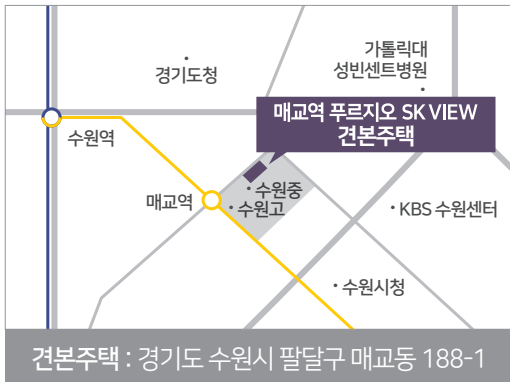 경기도청
가톨릭대
성빈센트병원
매교역 푸르지오 SK VIEW
견본주택
수원역
매교역
· 수원중
· 수원고
· KBS 수원센터
· 수원시청
견본주택 : 경기도 수원시 팔달구 매교동 188-1